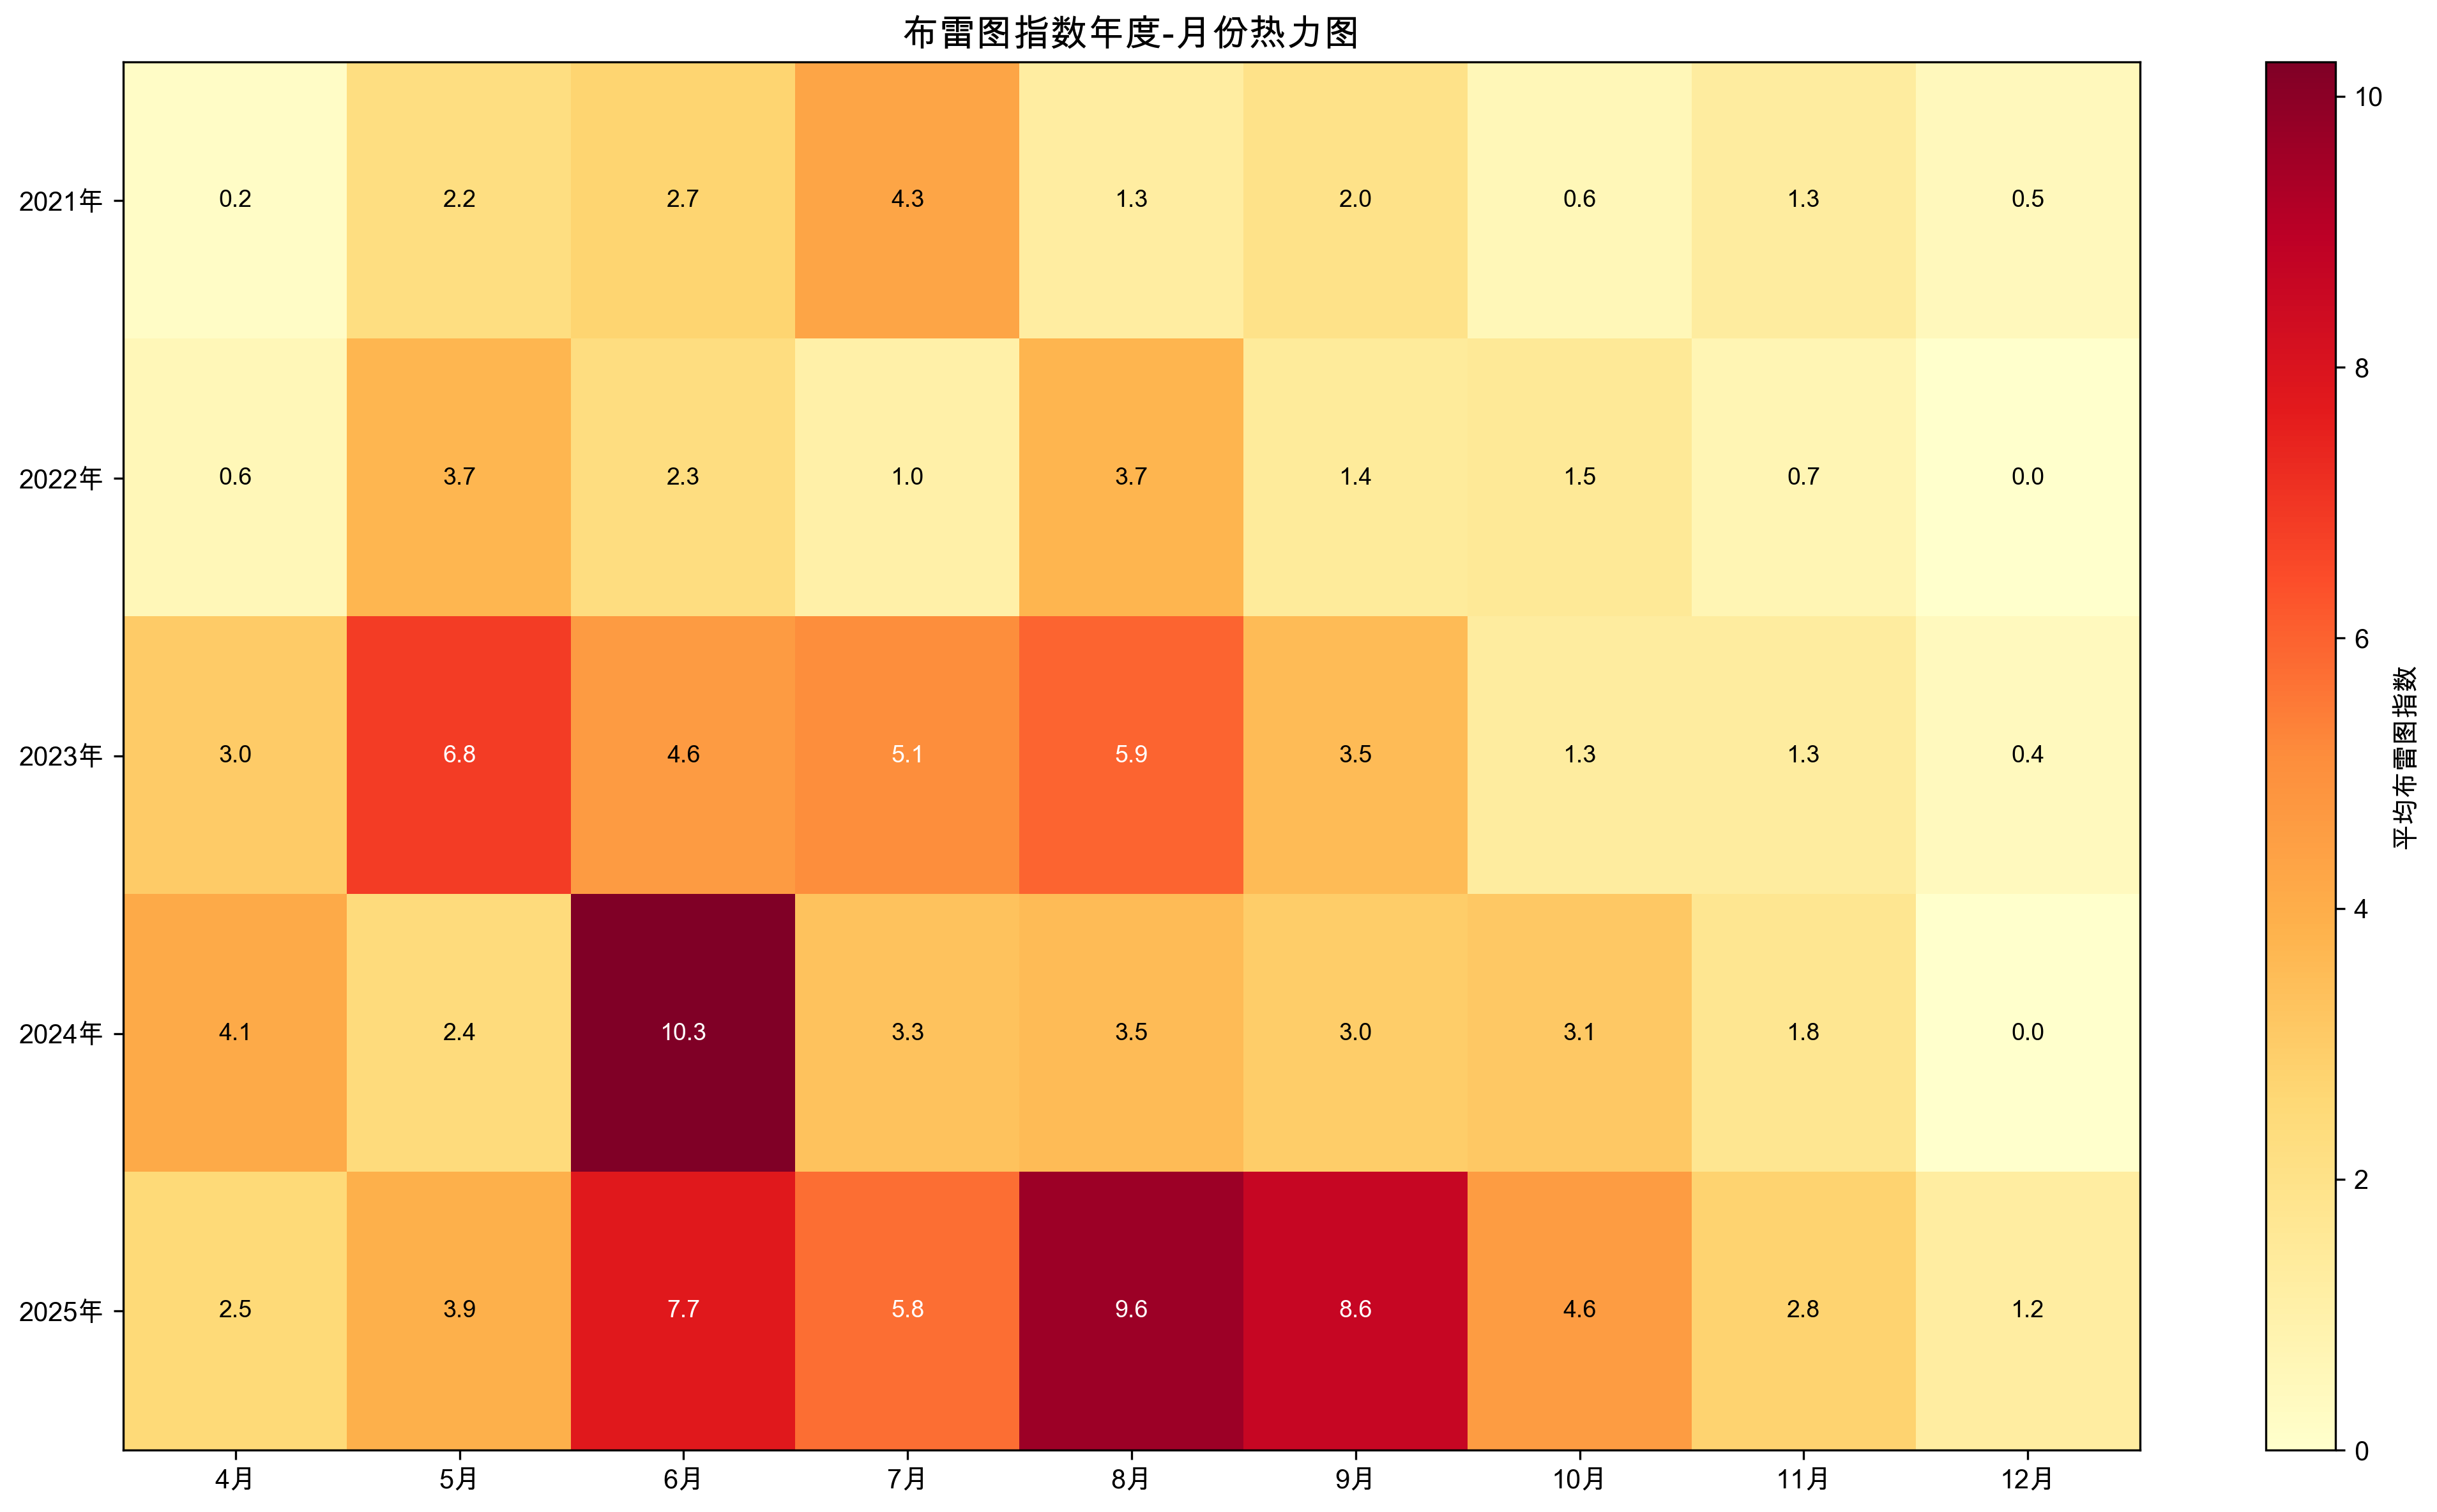 布雷图指数年度-月份热力图
2021年 0.2 2.2 2.7 4.3 1.3 2.0 0.6 1.3 0.5
2022年 0.6 3.7 2.3 1.0 3.7 1.4 1.5 0.7 0.0
2023年 3.0 6.8 4.6 5.1 5.9 3.5 1.3 1.3 0.4
2024年 4.1 2.4 10.3 3.3 3.5 3.0 3.1 1.8 0.0
2025年 2.5 3.9 7.7 5.8 9.6 8.6 4.6 2.8 1.2
4月 5月 6月 7月 8月 9月 10月 11月 12月
10
8
6
4
2
0
平均布雷图指数